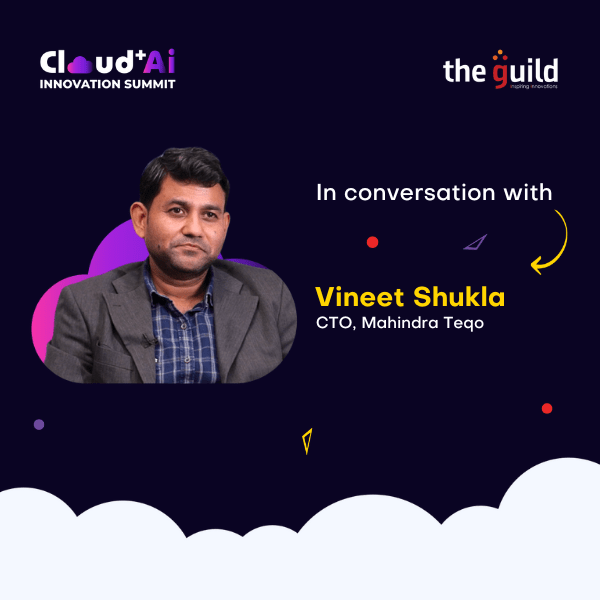 Cloud+Ai
INNOVATION SUMMIT
the guild
inspiring innovations
In conversation with
Vineet Shukla
CTO, Mahindra Teqo